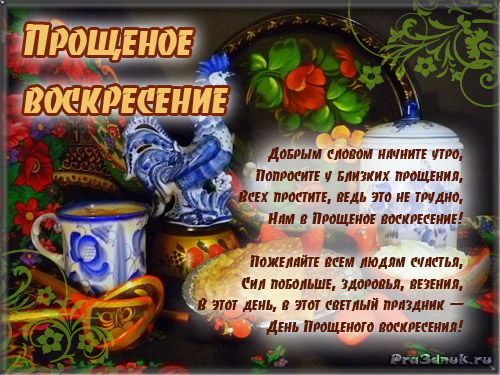 Прощеное
воскресение
Добрым словом начните утро,
Попросите у близких прощения,
Всех простите, ведь это не трудно,
Нам в Прощеное воскресение!
Пожелайте всем людям счастья,
Сил побольше, здоровья, везения,
В этот день, в этот светлый праздник —
День Прощеного воскресения!
Pra3dnuk.ru